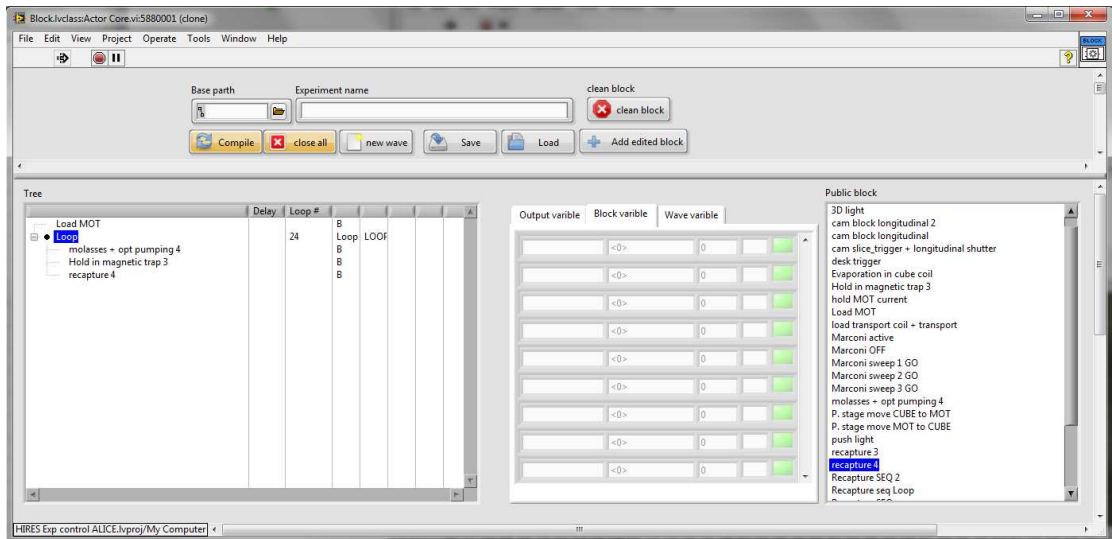 Block.lvclass:Actor Core.vi:5880001 (clone)
File Edit View Project Operate Tools Window Help
BLOCK
Base parth Experiment name clean block
clean block
Compile close all new wave Save Load Add edited block
Tree
Delay Loop #
Load MOT B
Loop 24 Loop LOOP
molasses + opt pumping 4 B
Hold in magnetic trap 3 B
recapture 4 B
Output varible Block varible Wave varible
<0> 0
<0> 0
<0> 0
<0> 0
<0> 0
<0> 0
<0> 0
<0> 0
<0> 0
Public block
3D light
cam block longitudinal 2
cam block longitudinal
cam slice_trigger + longitudinal shutter
desk trigger
Evaporation in cube coil
Hold in magnetic trap 3
hold MOT current
Load MOT
load transport coil + transport
Marconi active
Marconi OFF
Marconi sweep 1 GO
Marconi sweep 2 GO
Marconi sweep 3 GO
molasses + opt pumping 4
P. stage move CUBE to MOT
P. stage move MOT to CUBE
push light
recapture 3
recapture 4
Recapture SEQ 2
Recapture seq Loop
HIRES Exp control ALICE.lvproj/My Computer